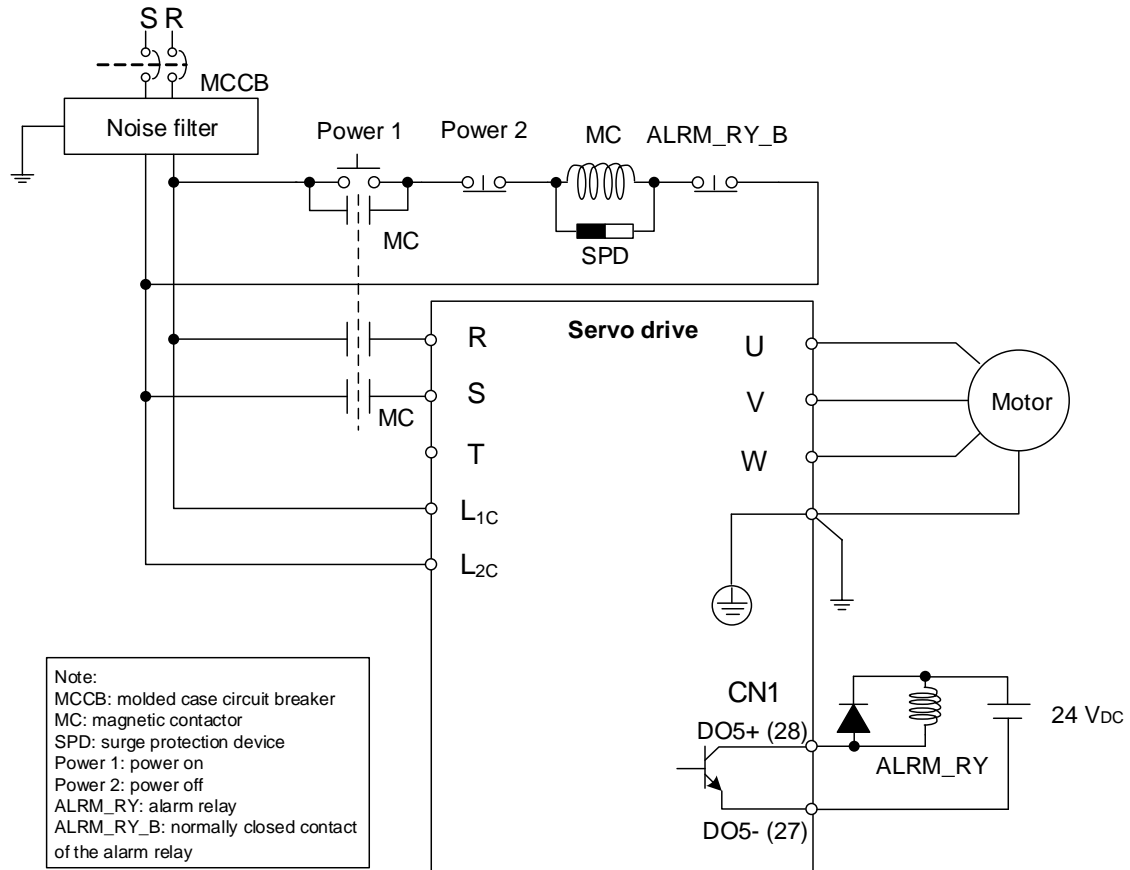 S R
MCCB
Noise filter
Power 1
Power 2
MC
ALRM_RY_B
MC
SPD
Servo drive
R
U
S
MC
V
Motor
T
W
L1C
L2C
Note:
MCCB: molded case circuit breaker
MC: magnetic contactor
SPD: surge protection device
Power 1: power on
Power 2: power off
ALRM_RY: alarm relay
ALRM_RY_B: normally closed contact
of the alarm relay
CN1
DO5+ (28)
24 VDC
ALRM_RY
DO5- (27)